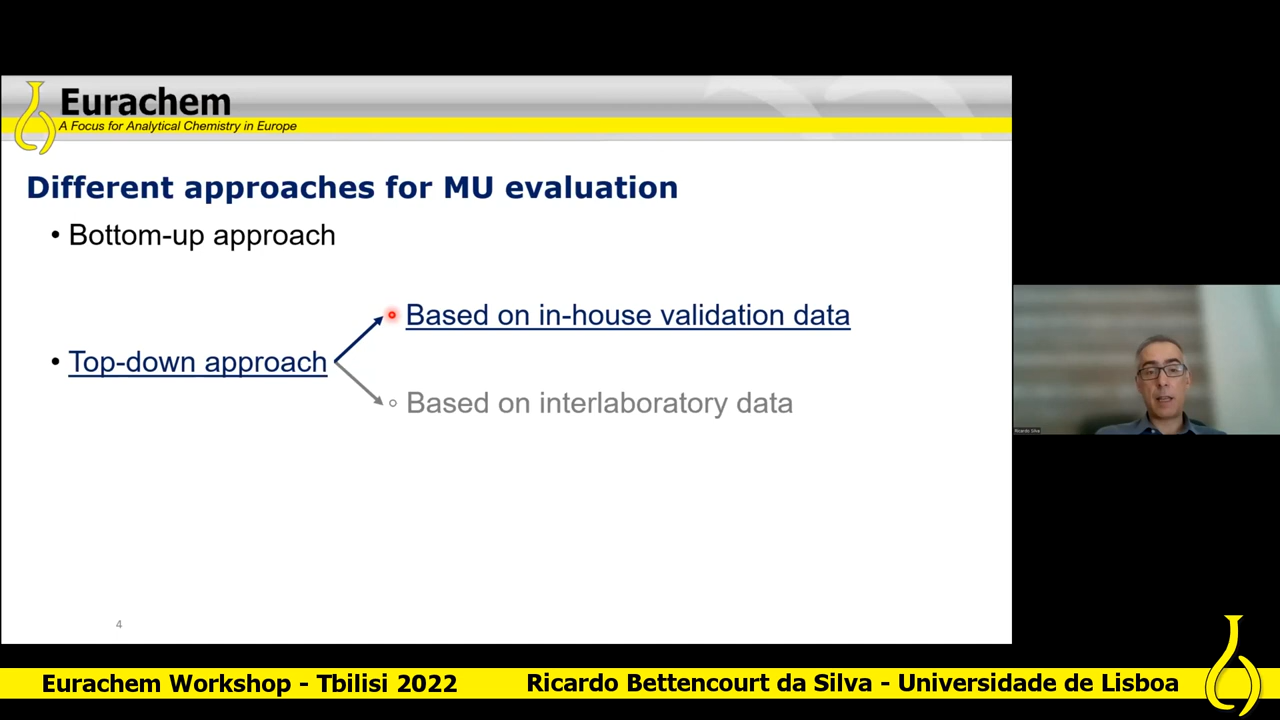 Eurachem
A Focus for Analytical Chemistry in Europe
Different approaches for MU evaluation
• Bottom-up approach
Based on in-house validation data
• Top-down approach
Based on interlaboratory data
4
Ricardo Silva
Eurachem Workshop - Tbilisi 2022
Ricardo Bettencourt da Silva - Universidade de Lisboa